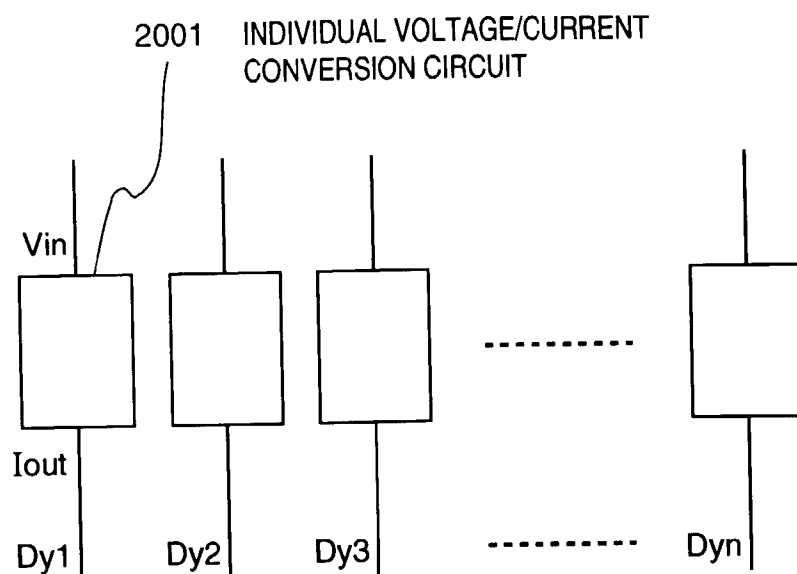 2001 INDIVIDUAL VOLTAGE/CURRENT
CONVERSION CIRCUIT
Vin
Iout
Dy1 Dy2 Dy3 Dyn